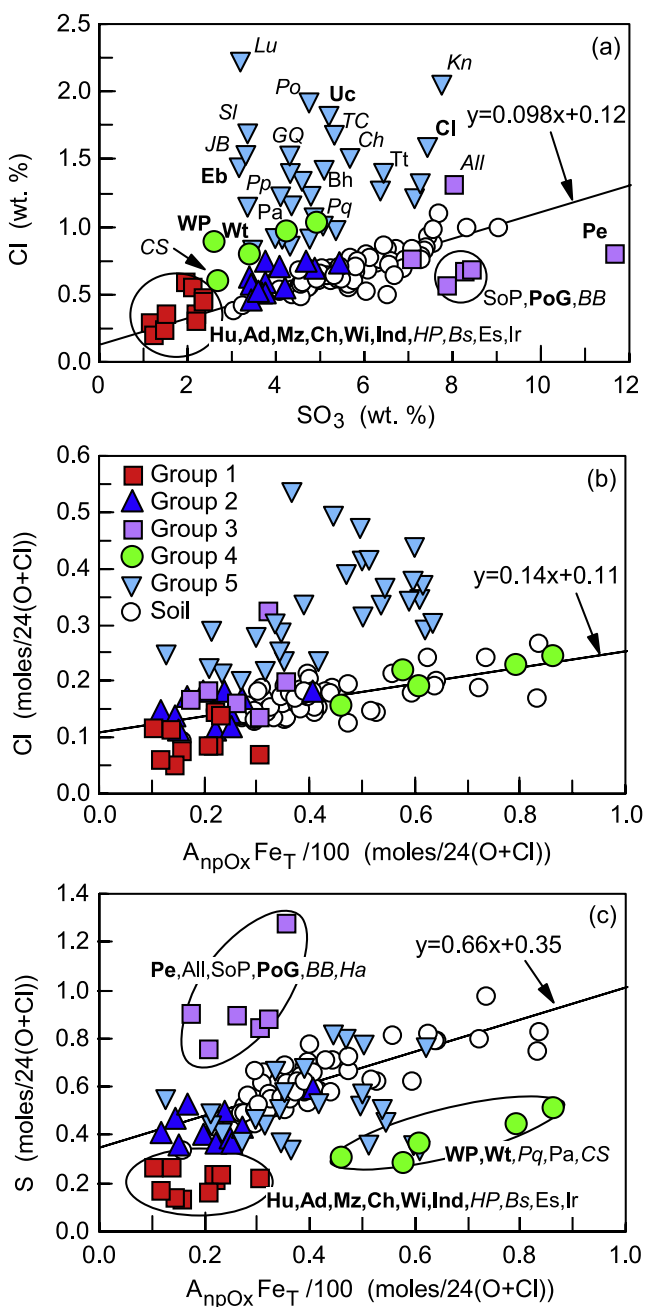 (a)
Cl (wt. %)
2.5
2.0
1.5
1.0
0.5
0.0
Lu
Kn
Po
Uc
y=0.098x+0.12
Sl
TC
Cl
JB
GQ
Ch
All
Eb
Tt
Pp
Bh
WP
Wt
Pa
Pq
Pe
CS
SoP,PoG,BB
Hu,Ad,Mz,Ch,Wi,Ind,HP,Bs,Es,Ir
0 2 4 6 8 10 12
SO3 (wt. %)
(b)
Cl (moles/24(O+Cl))
0.6
0.5
0.4
0.3
0.2
0.1
0.0
Group 1
Group 2
Group 3
Group 4
Group 5
Soil
y=0.14x+0.11
0.0 0.2 0.4 0.6 0.8 1.0
AnpOxFeT/100 (moles/24(O+Cl))
(c)
S (moles/24(O+Cl))
1.4
1.2
1.0
0.8
0.6
0.4
0.2
0.0
Pe,All,SoP,PoG,BB,Ha
y=0.66x+0.35
WP,Wt,Pq,Pa,CS
Hu,Ad,Mz,Ch,Wi,Ind,HP,Bs,Es,Ir
0.0 0.2 0.4 0.6 0.8 1.0
AnpOxFeT/100 (moles/24(O+Cl))